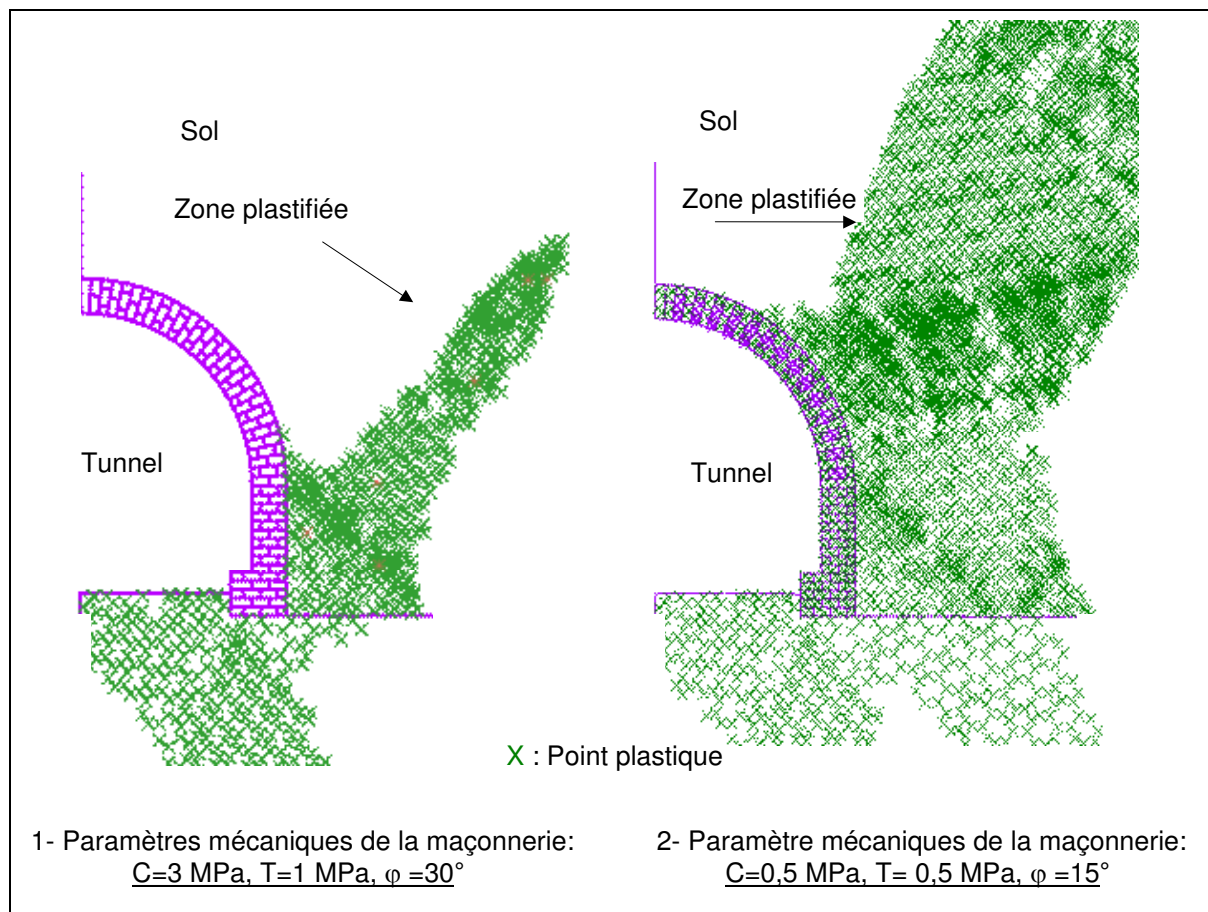 Sol
Zone plastifiée
Tunnel
Sol
Zone plastifiée
Tunnel
X : Point plastique
1- Paramètres mécaniques de la maçonnerie:
C=3 MPa, T=1 MPa, φ =30°
2- Paramètre mécaniques de la maçonnerie:
C=0,5 MPa, T= 0,5 MPa, φ =15°